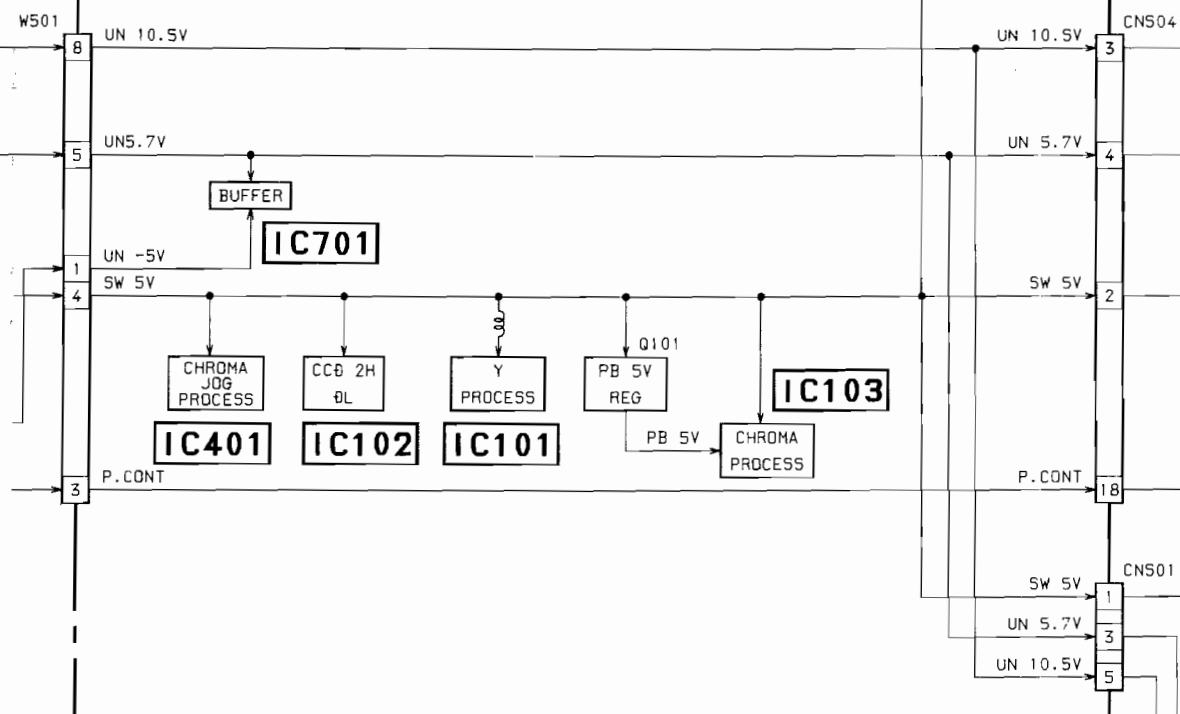 W501
CN504
8
UN 10.5V
UN 10.5V
3
5
UN5.7V
UN 5.7V
4
BUFFER
IC701
1
UN -5V
4
SW 5V
SW 5V
2
Q101
CHROMA
JOG
PROCESS
CCD 2H
DL
Y
PROCESS
PB 5V
REG
IC103
IC401
IC102
IC101
PB 5V
CHROMA
PROCESS
3
P.CONT
P.CONT
18
CN501
SW 5V
1
UN 5.7V
3
UN 10.5V
5